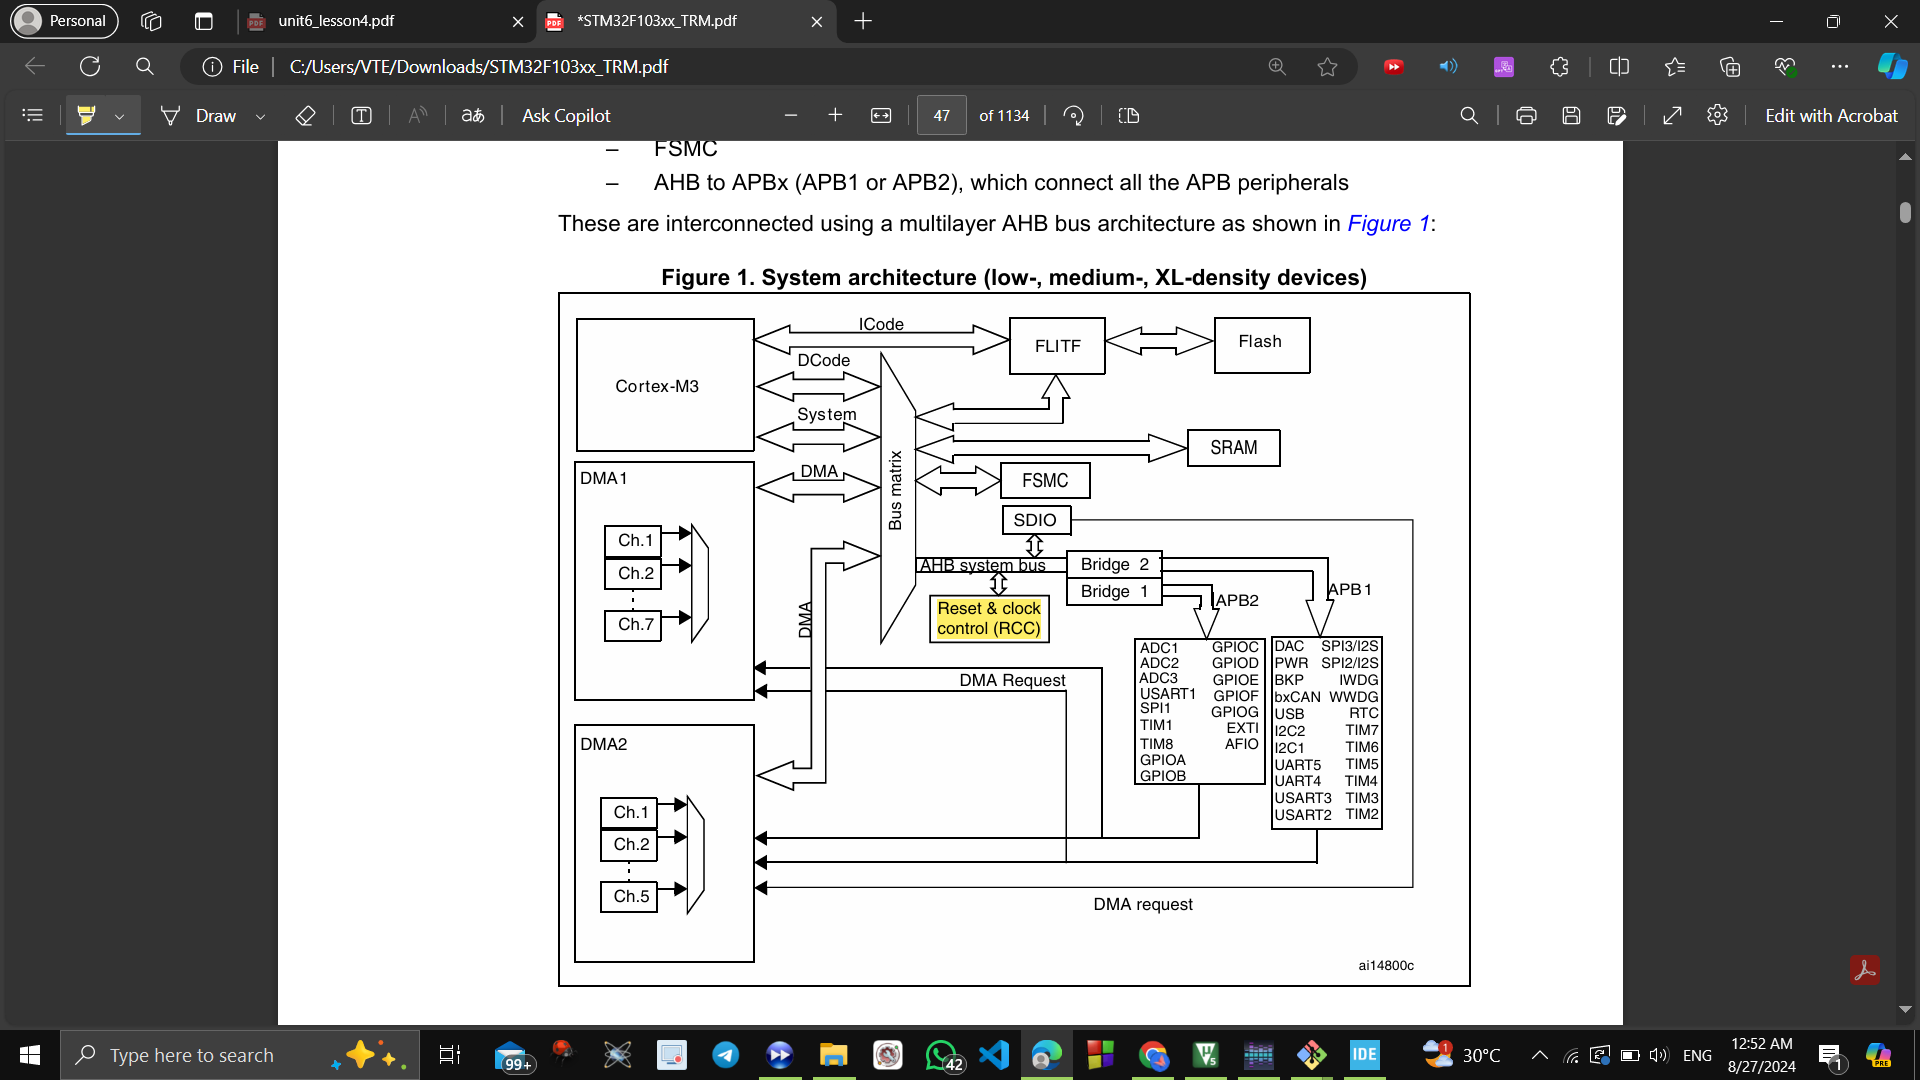 Personal
unit6_lesson4.pdf
*STM32F103xx_TRM.pdf
File
C:/Users/VTE/Downloads/STM32F103xx_TRM.pdf
Draw
Ask Copilot
47 of 1134
Edit with Acrobat
– FSMC
– AHB to APBx (APB1 or APB2), which connect all the APB peripherals
These are interconnected using a multilayer AHB bus architecture as shown in Figure 1:
Figure 1. System architecture (low-, medium-, XL-density devices)
Cortex-M3
ICode
DCode
System
DMA
FLITF
Flash
Bus matrix
SRAM
FSMC
SDIO
AHB system bus
Bridge 2
Bridge 1
APB2
APB1
Reset & clock
control (RCC)
DMA1
Ch.1
Ch.2
Ch.7
DMA
DMA Request
DMA2
Ch.1
Ch.2
Ch.5
ADC1 GPIOC
ADC2 GPIOD
ADC3 GPIOE
USART1 GPIOF
SPI1 GPIOG
TIM1 EXTI
TIM8 AFIO
GPIOA
GPIOB
DAC SPI3/I2S
PWR SPI2/I2S
BKP IWDG
bxCAN WWDG
USB RTC
I2C2 TIM7
I2C1 TIM6
UART5 TIM5
UART4 TIM4
USART3 TIM3
USART2 TIM2
DMA request
ai14800c
Type here to search
99+
42
IDE
1
30°C
ENG
12:52 AM
8/27/2024
1
PRE